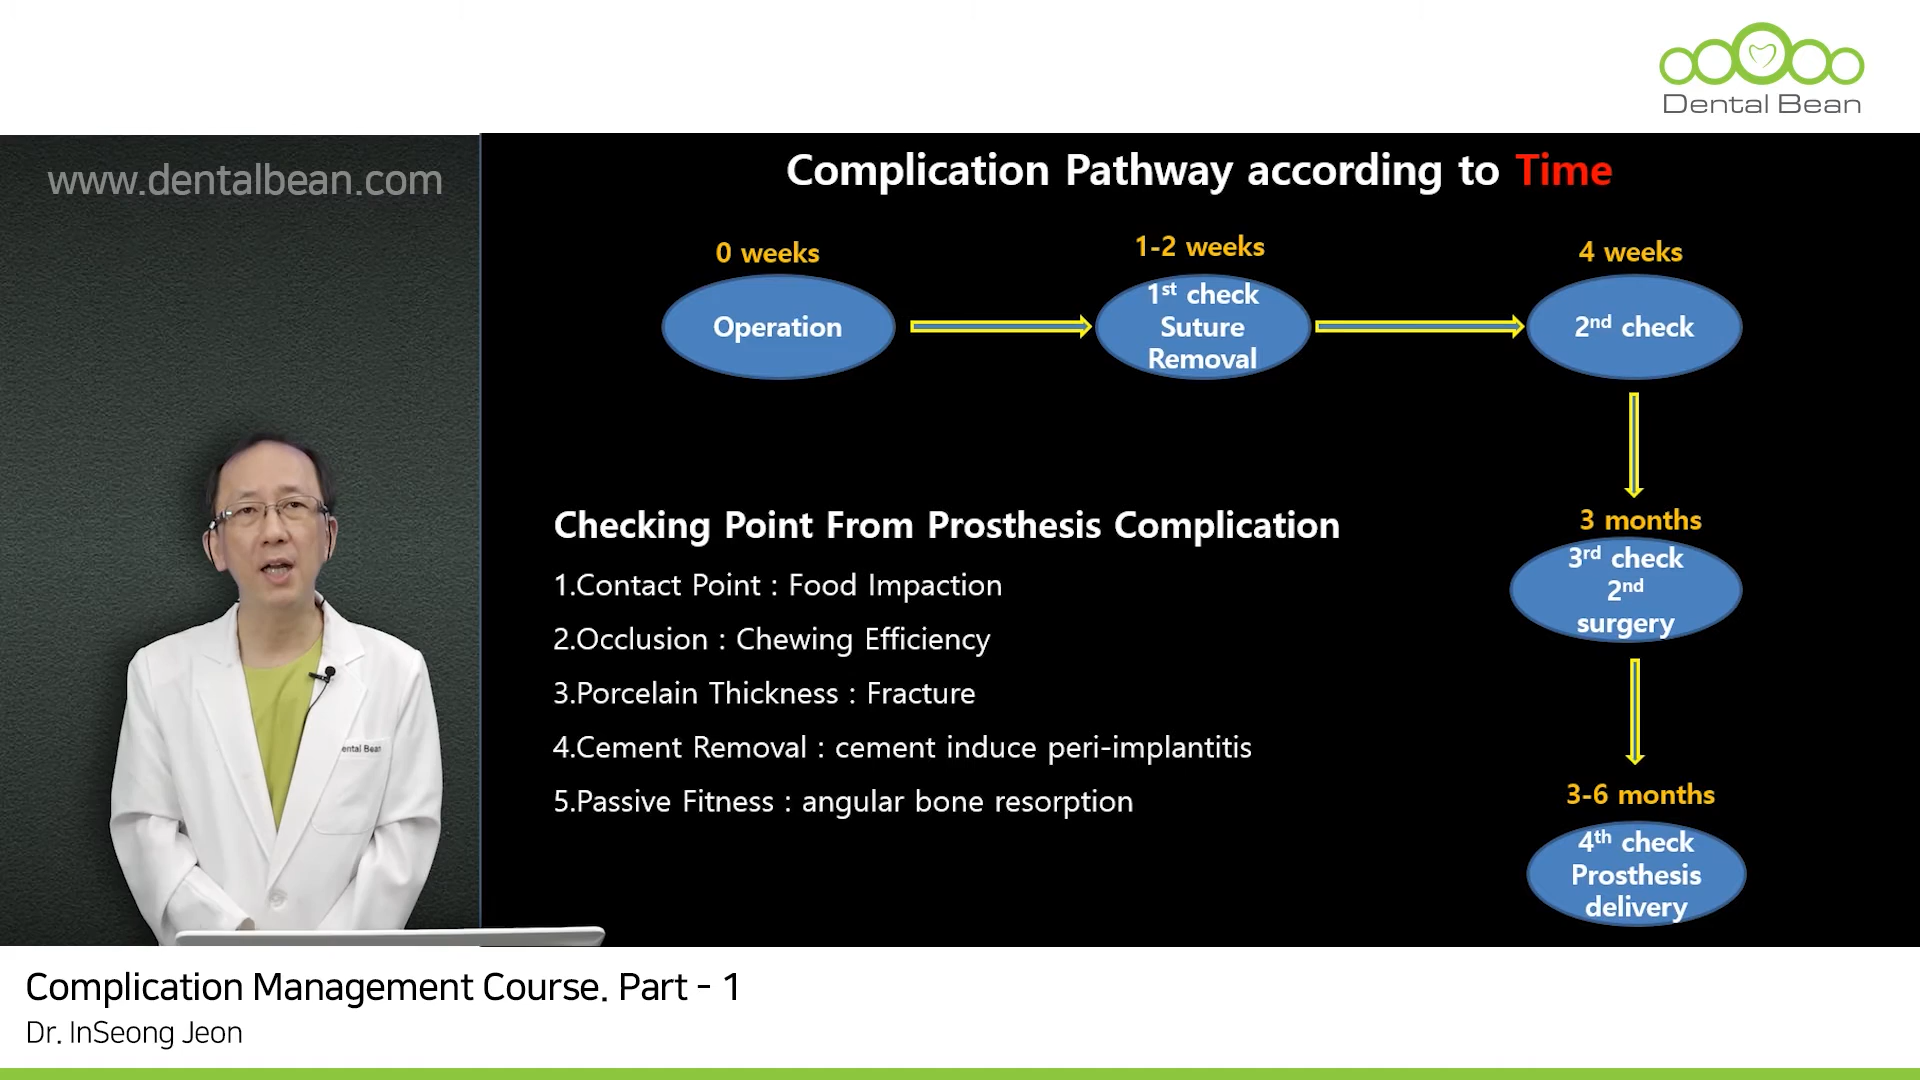 Dental Bean
www.dentalbean.com
Complication Pathway according to Time
0 weeks
Operation
1-2 weeks
1st check
Suture
Removal
4 weeks
2nd check
3 months
3rd check
2nd
surgery
3-6 months
4th check
Prosthesis
delivery
Checking Point From Prosthesis Complication
1.Contact Point : Food Impaction
2.Occlusion : Chewing Efficiency
3.Porcelain Thickness : Fracture
4.Cement Removal : cement induce peri-implantitis
5.Passive Fitness : angular bone resorption
ental Bean
Complication Management Course. Part - 1
Dr. InSeong Jeon